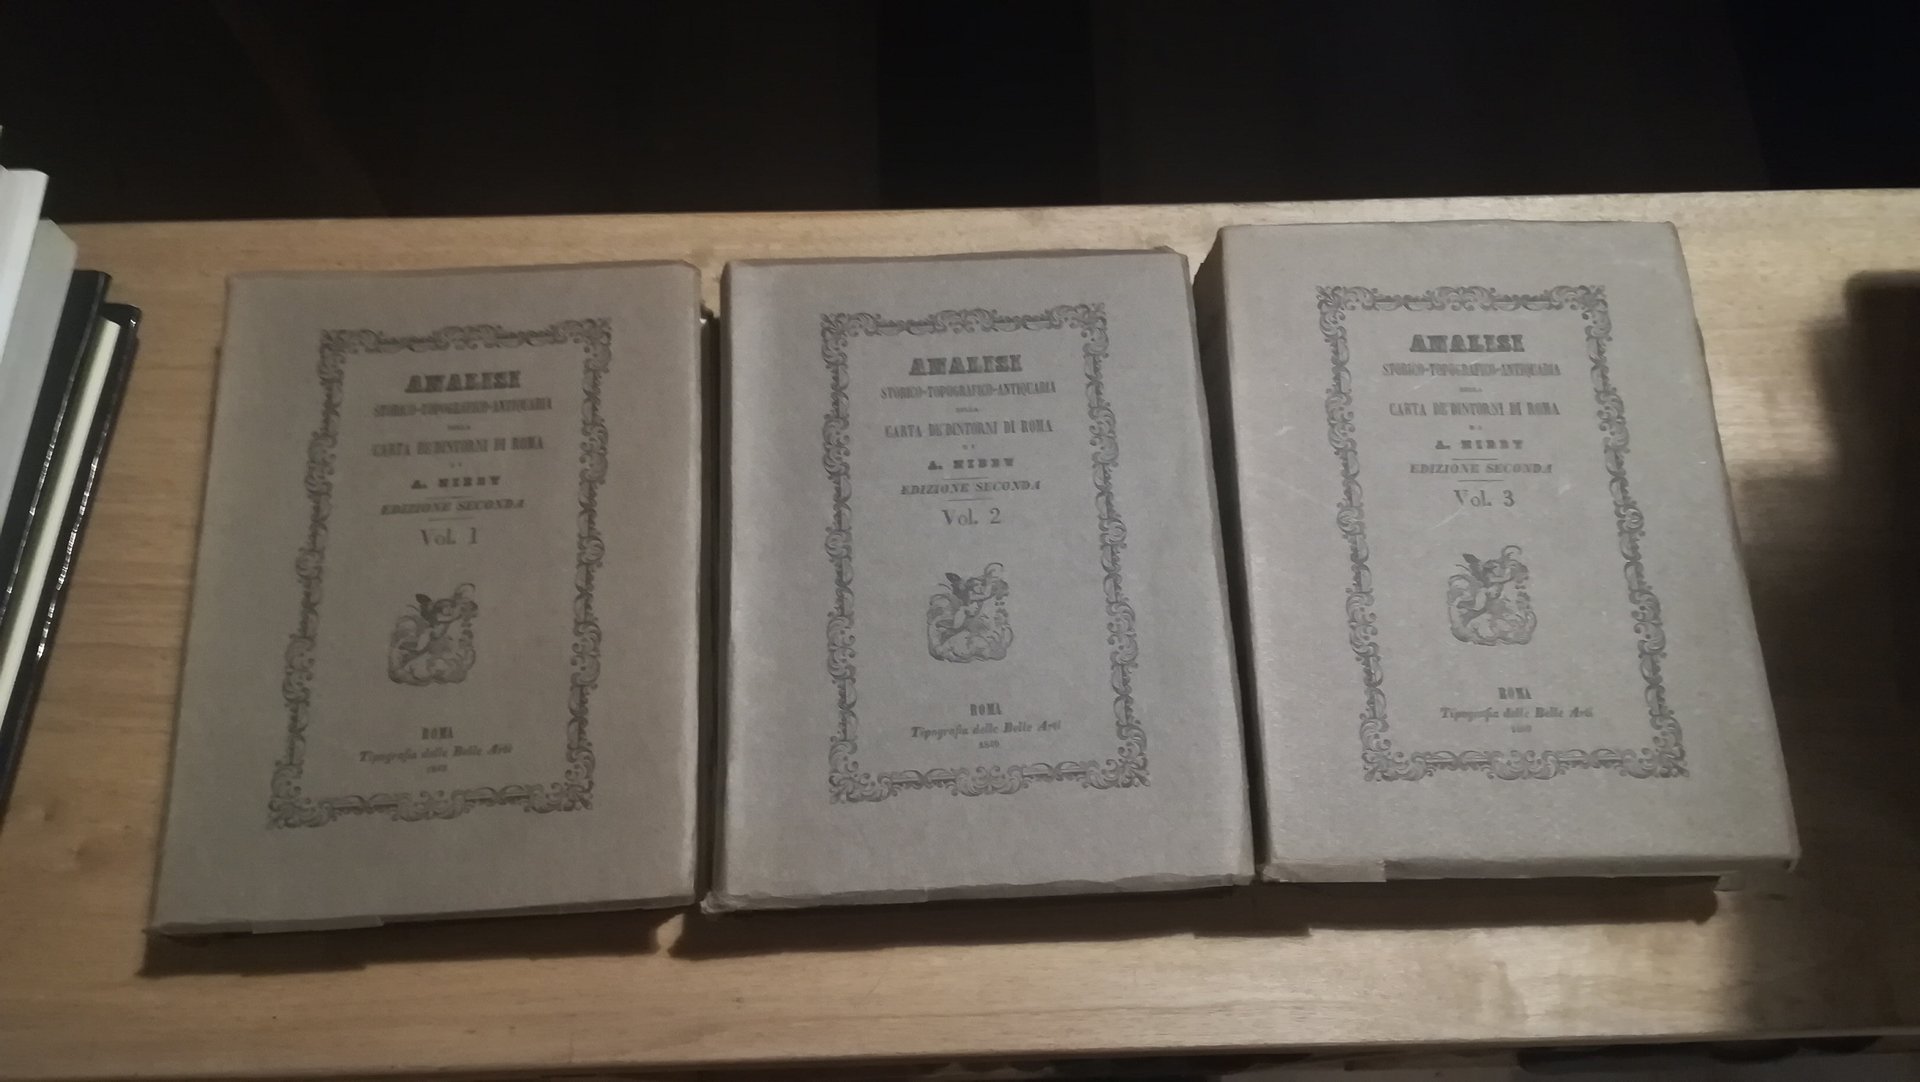 ANALISI
STORICO-TOPOGRAFICO-ANTIQUARIA
DELLA
CARTA DE'DINTORNI DI ROMA
DI
A. NIBBY
EDIZIONE SECONDA
Vol. 1
ROMA
Tipografia delle Belle Arti
ANALISI
STORICO-TOPOGRAFICO-ANTIQUARIA
DELLA
CARTA DE'DINTORNI DI ROMA
DI
A. NIBBY
EDIZIONE SECONDA
Vol. 2
ROMA
Tipografia delle Belle Arti
ANALISI
STORICO-TOPOGRAFICO-ANTIQUARIA
DELLA
CARTA DE'DINTORNI DI ROMA
DI
A. NIBBY
EDIZIONE SECONDA
Vol. 3
ROMA
Tipografia delle Belle Arti